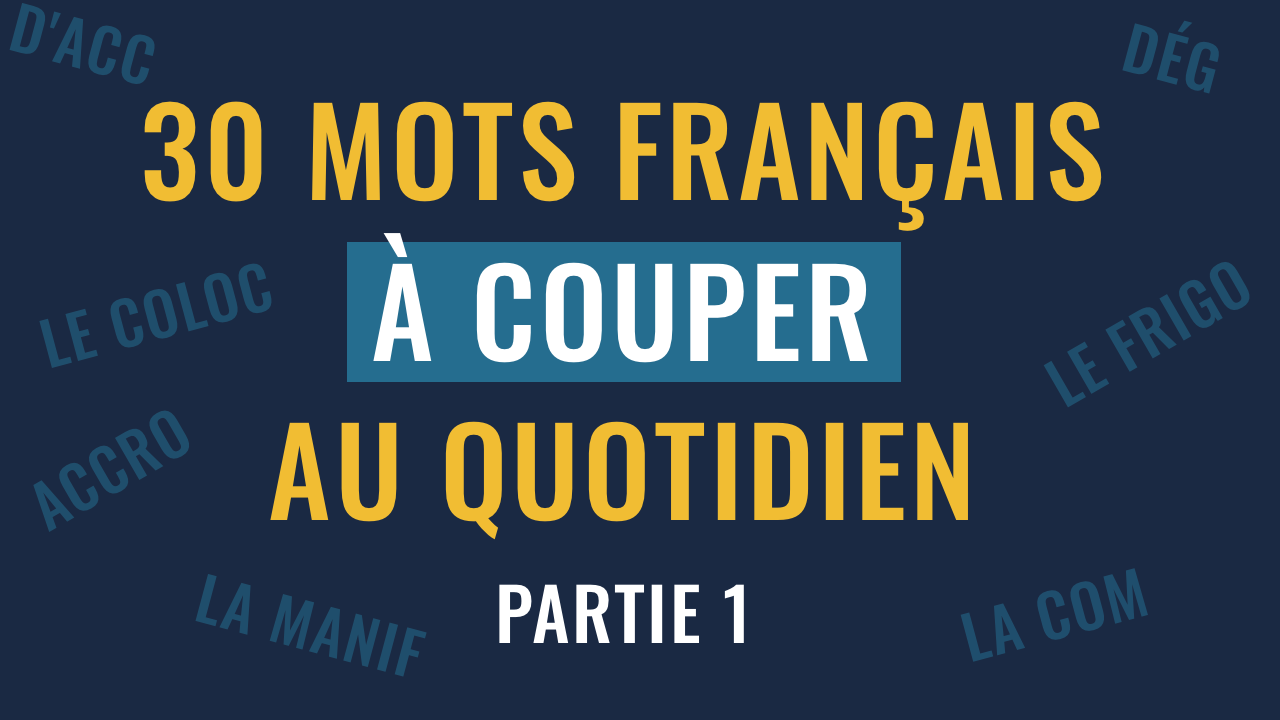 D'ACC
DÉG
30 MOTS FRANÇAIS
À COUPER
LE COLOC
LE FRIGO
AU QUOTIDIEN
ACCRO
PARTIE 1
LA MANIF
LA COM